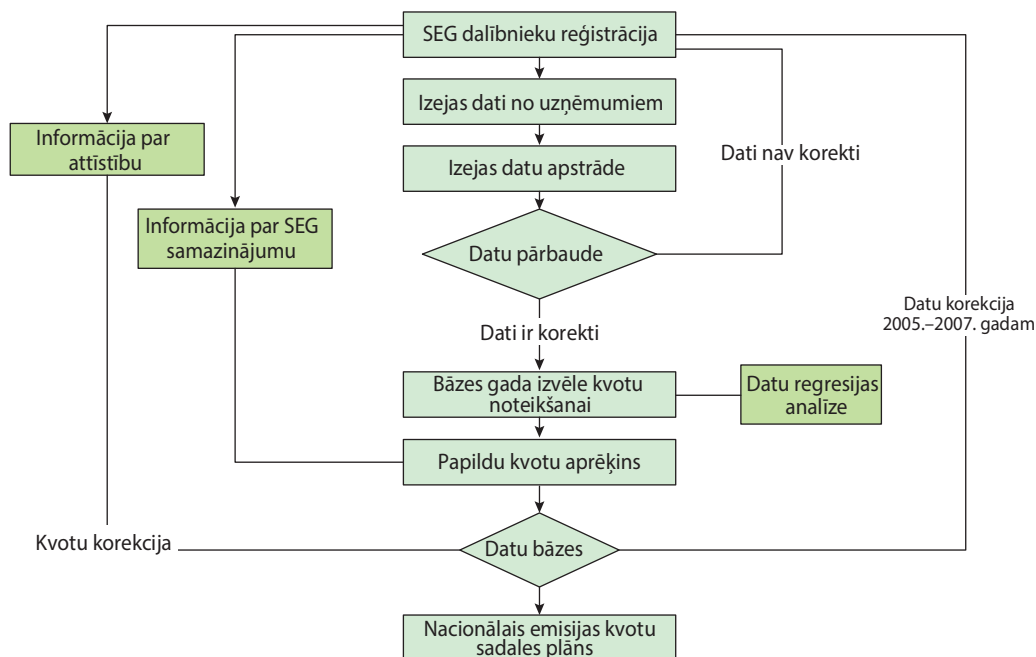 SEG dalībnieku reģistrācija
Izejas dati no uzņēmumiem
Informācija par
attīstību
Dati nav korekti
Izejas datu apstrāde
Informācija par SEG
samazinājumu
Datu pārbaude
Datu korekcija
2005.–2007. gadam
Dati ir korekti
Bāzes gada izvēle kvotu
noteikšanai
Datu regresijas
analīze
Papildu kvotu aprēķins
Kvotu korekcija
Datu bāzes
Nacionālais emisijas kvotu
sadales plāns